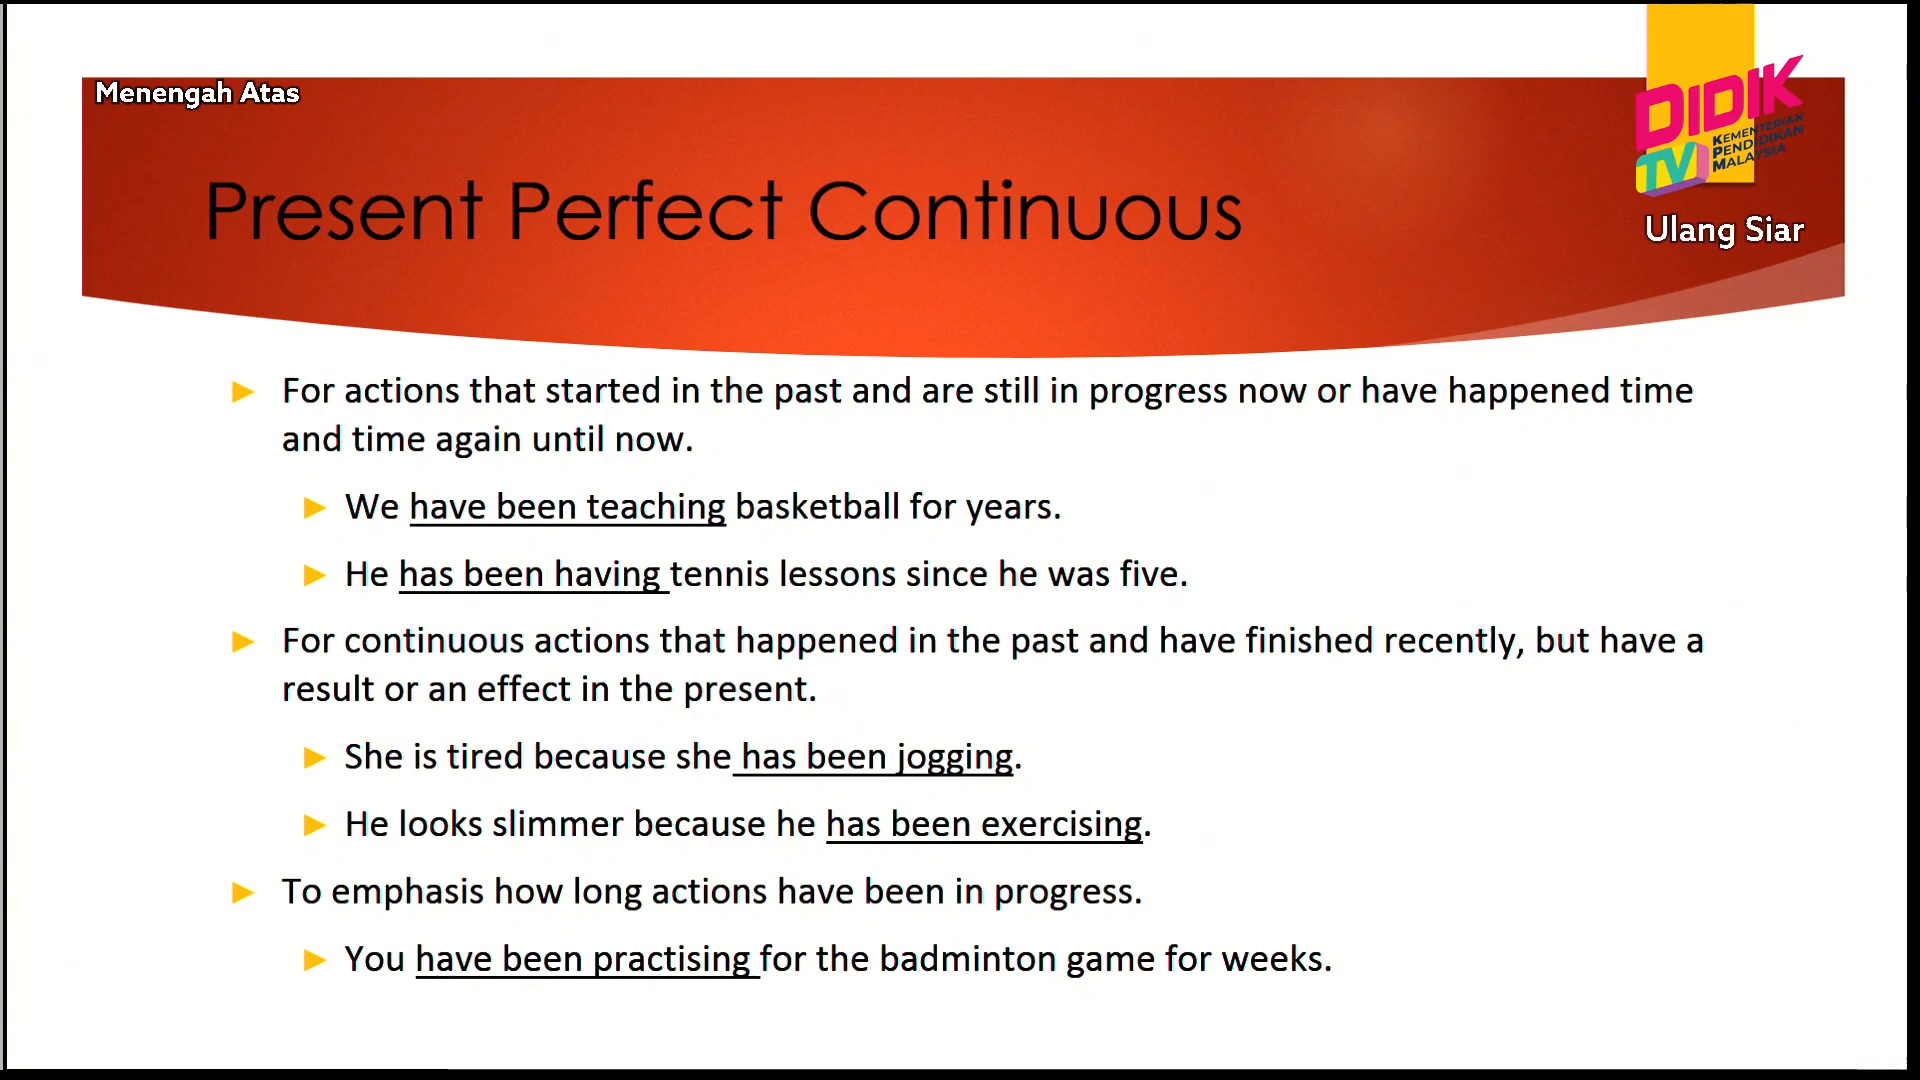 Menengah Atas
DIDIK
TV
KEMENTERIAN
PENDIDIKAN
MALAYSIA
Ulang Siar
Present Perfect Continuous
For actions that started in the past and are still in progress now or have happened time
and time again until now.
We have been teaching basketball for years.
He has been having tennis lessons since he was five.
For continuous actions that happened in the past and have finished recently, but have a
result or an effect in the present.
She is tired because she has been jogging.
He looks slimmer because he has been exercising.
To emphasis how long actions have been in progress.
You have been practising for the badminton game for weeks.